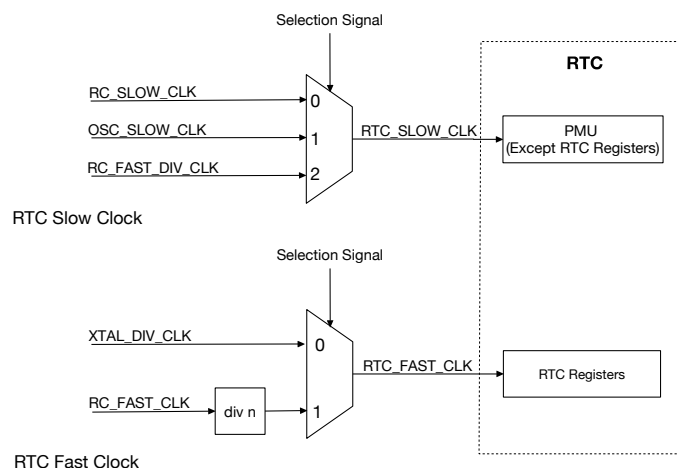 Selection Signal
RTC
RC_SLOW_CLK
0
OSC_SLOW_CLK
1
RTC_SLOW_CLK
PMU
(Except RTC Registers)
RC_FAST_DIV_CLK
2
RTC Slow Clock
Selection Signal
XTAL_DIV_CLK
0
RTC_FAST_CLK
RTC Registers
RC_FAST_CLK
div n
1
RTC Fast Clock